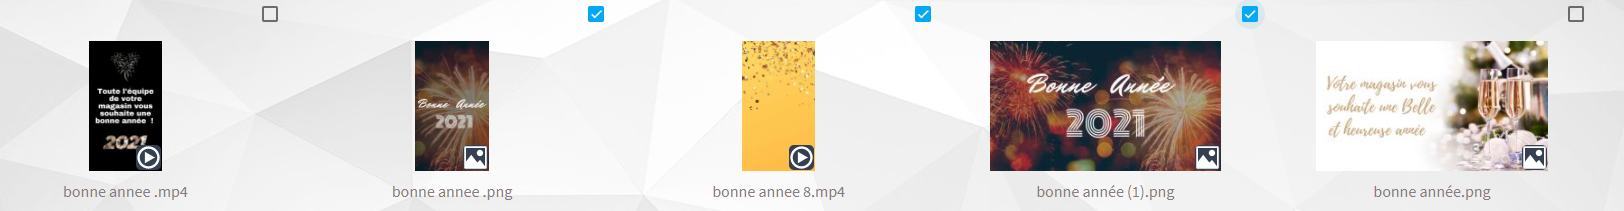 Toute l'équipe
de votre
magasin vous
souhaite une
bonne année !
2021
bonne annee .mp4
Bonne Année
2021
bonne annee .png
bonne annee 8.mp4
Bonne Année
2021
bonne année (1).png
Votre magasin vous
souhaite une Belle
et heureuse année
bonne année.png